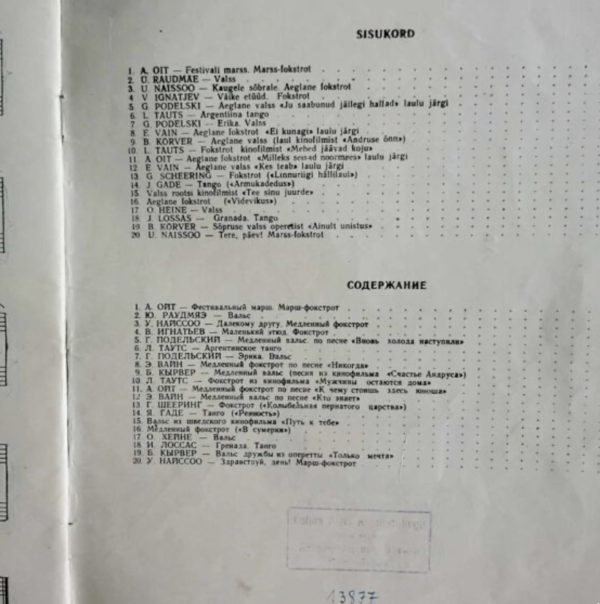 SISUKORD
1. A. OIT — Festivali marss. Marss-fokstrot
2. Ü. RAUDMÄE — Valss
3. U. NAISSOO — Kaugele sõbrale. Aeglane fokstrot
4 V IGNATJEV — Väike etüüd. Fokstrot
5 G PODELSKI — Aeglane valss «Ju saabunud jällegi hallad» laulu järgi
6 L TAUTS — Argentiina tango
7 G. PODELSKI — Erika. Valss
8 E VAIN — Aeglane fokstrot «Ei kunagi» laulu järgi
9 B. KÕRVER — Aeglane valss (laul kinofilmist «Andruse õnn»)
10. L TAUTS — Fokstrot kinofilmist «Mehed jäävad koju»
11. A OIT — Aeglane fokstrot «Milleks seisad noormees» laulu järgi
12 E VAIN — Aeglane valss «Kes teab» laulu järgi
13 G SCHEERING — Fokstrot («Linnuriigi hällilaul»)
14 J. GADE — Tango («Armukadedus»)
15 Valss rootsi kinofilmist «Tee sinu juurde»
16 Aeglane fokstrot («Videvikus»)
17 O. HEINE — Valss
18 J. LOSSAS — Granada. Tango
19 B. KÕRVER — Sõpruse valss operetist «Ainult unistus»
20 U. NAISSOO — Tere, päev! Marss-fokstrot
СОДЕРЖАНИЕ
1. А. ОЙТ — Фестивальный марш. Марш-фокстрот
2. Ю. РАУДМЯЭ — Вальс
3. У. НАЙССОО — Далекому другу. Медленный фокстрот
4. В. ИГНАТЬЕВ — Маленький этюд. Фокстрот
5. Г. ПОДЕЛЬСКИЙ — Медленный вальс по песне «Вновь холода наступили»
6. Л. ТАУТС — Аргентинское танго
7 Г. ПОДЕЛЬСКИЙ — Эрика. Вальс
8 Э. ВАЙН — Медленный фокстрот по песне «Никогда»
9 Б. КЫРВЕР — Медленный вальс (песня из кинофильма «Счастье Андруса»)
10 Л. ТАУТС — Фокстрот из кинофильма «Мужчины остаются дома»
11 А. ОЙТ — Медленный фокстрот по песне «К чему стоишь здесь юноша»
12 Э. ВАЙН — Медленный вальс по песне «Кто знает»
13 Г. ШЕЕРИНГ — Фокстрот («Колыбельная пернатого царства»)
14 Я. ГАДЕ — Танго («Ревность»)
15. Вальс из шведского кинофильма «Путь к тебе»
16 Медленный фокстрот («В сумерки»)
17 О. ХЕЙНЕ — Вальс
18 И. ЛОССАС — Гренада. Танго
19 Б. КЫРВЕР — Вальс дружбы из оперетты «Только мечта»
20 У. НАЙССОО — Здравствуй, день! Марш-фокстрот
13877